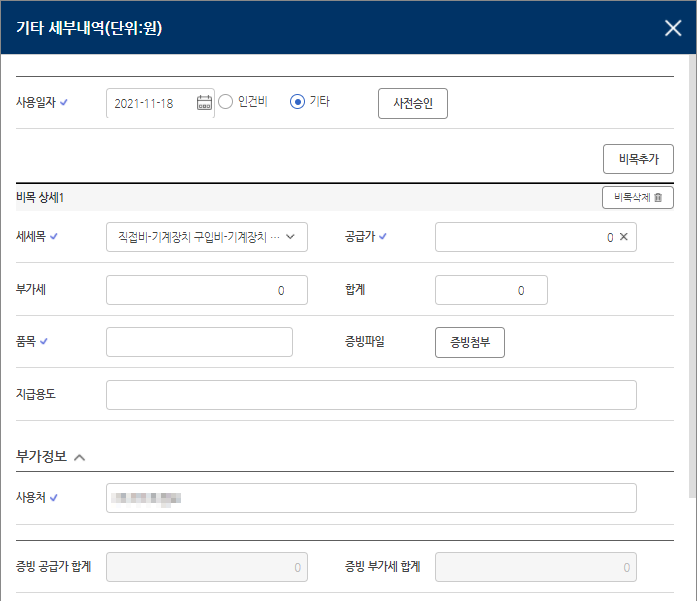 기타 세부내역(단위:원)
사용일자 2021-11-18 인건비 기타 사전승인
비목추가
비목 상세1 비목삭제
세세목 직접비-기계장치 구입비-기계장치 ··· 공급가 0
부가세 0 합계 0
품목 증빙파일 증빙첨부
지급용도
부가정보
사용처
증빙 공급가 합계 0 증빙 부가세 합계 0